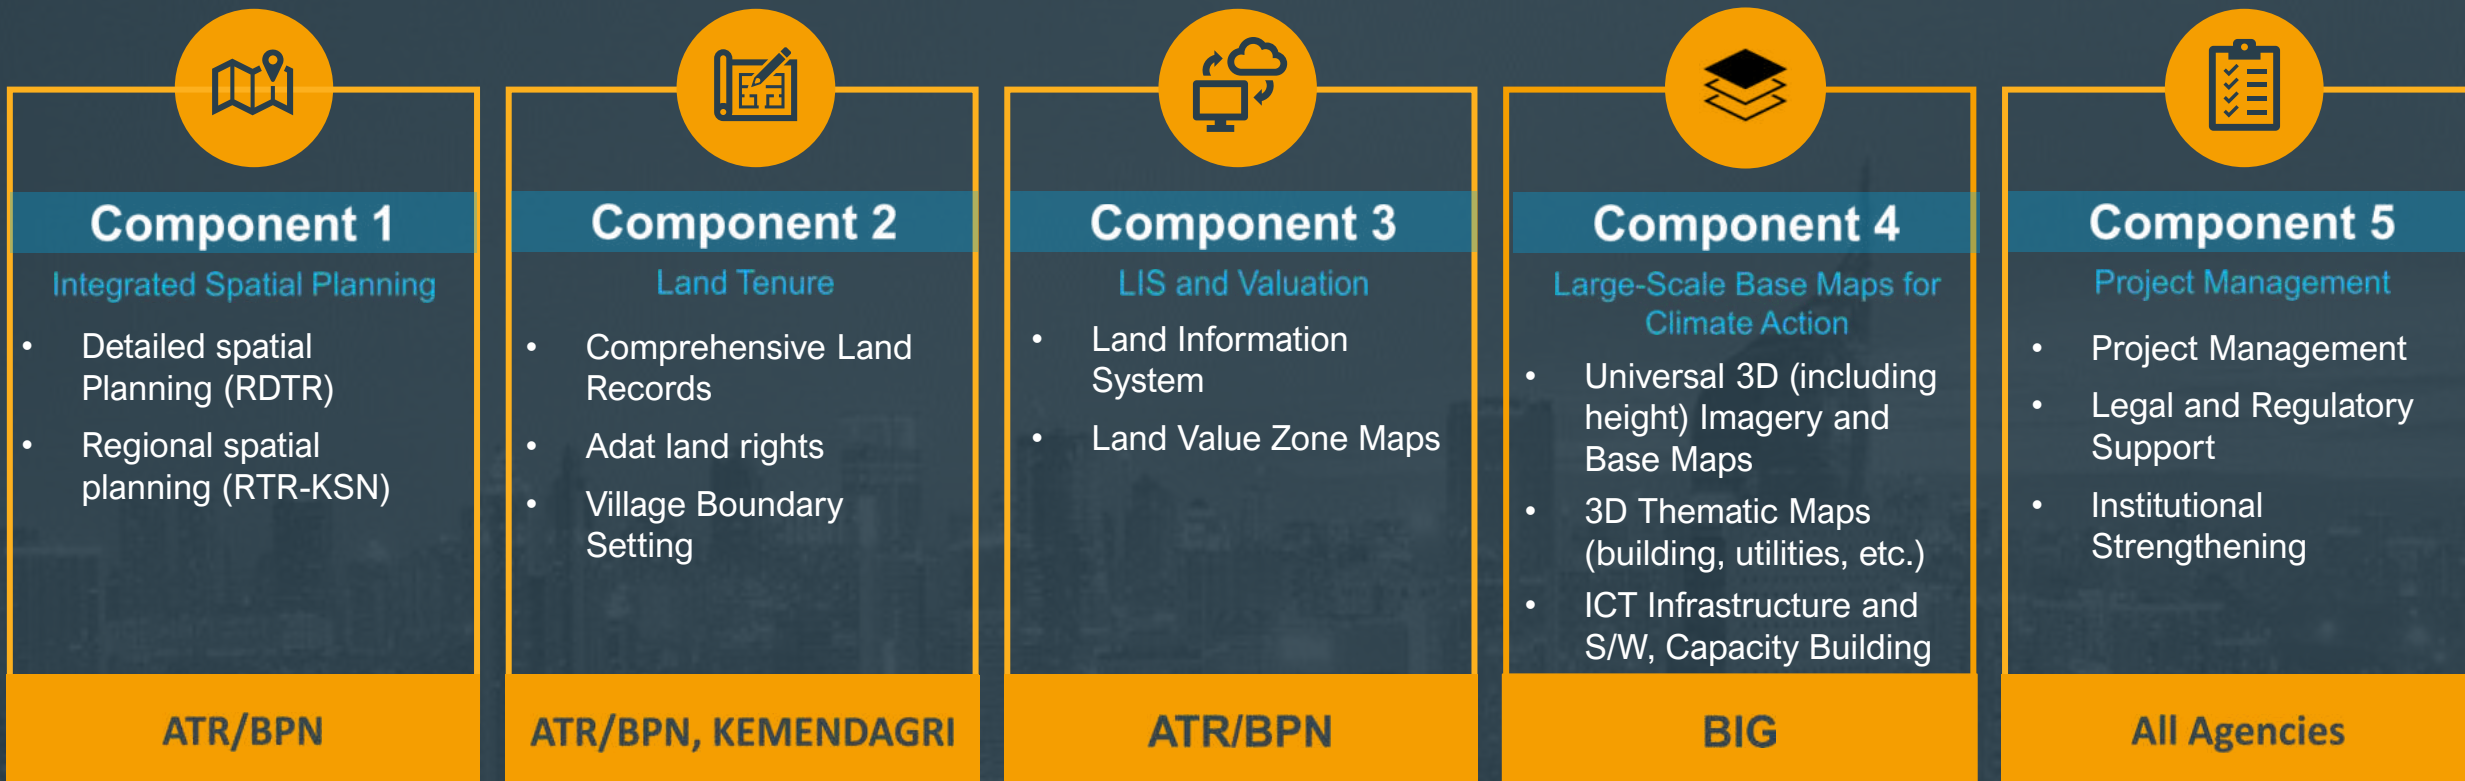 Component 1
Integrated Spatial Planning
• Detailed spatial
Planning (RDTR)
• Regional spatial
planning (RTR-KSN)
ATR/BPN
Component 2
Land Tenure
• Comprehensive Land
Records
• Adat land rights
• Village Boundary
Setting
ATR/BPN, KEMENDAGRI
Component 3
LIS and Valuation
• Land Information
System
• Land Value Zone Maps
ATR/BPN
Component 4
Large-Scale Base Maps for
Climate Action
• Universal 3D (including
height) Imagery and
Base Maps
• 3D Thematic Maps
(building, utilities, etc.)
• ICT Infrastructure and
S/W, Capacity Building
BIG
Component 5
Project Management
• Project Management
• Legal and Regulatory
Support
• Institutional
Strengthening
All Agencies